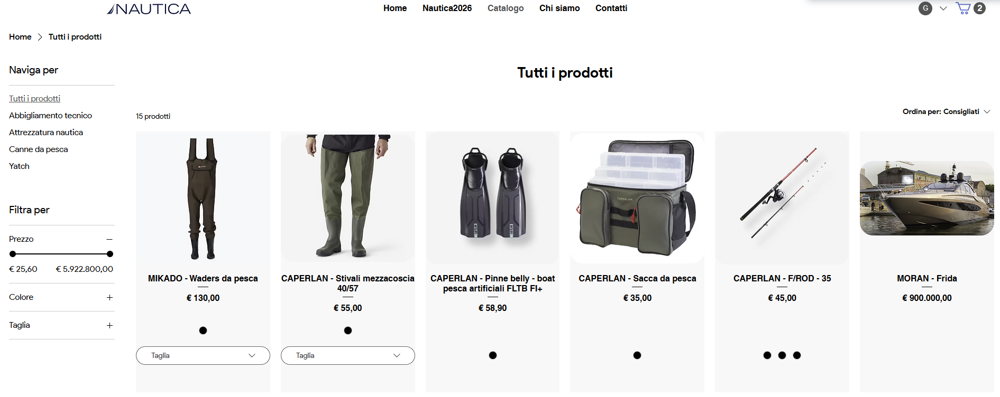 NAUTICA
Home Nautica2026 Catalogo Chi siamo Contatti
G
2
Home > Tutti i prodotti
Naviga per
Tutti i prodotti
Abbigliamento tecnico
Attrezzatura nautica
Canne da pesca
Yatch
Filtra per
Prezzo
€ 25,60 € 5.922.800,00
Colore
Taglia
Tutti i prodotti
15 prodotti
Ordina per: Consigliati
MIKADO - Waders da pesca
€ 130,00
Taglia
CAPERLAN - Stivali mezzacoscia
40/57
€ 55,00
Taglia
CAPERLAN - Pinne belly - boat
pesca artificiali FLTB FI+
€ 58,90
CAPERLAN
CAPERLAN - Sacca da pesca
€ 35,00
CAPERLAN - F/ROD - 35
€ 45,00
MORAN - Frida
€ 900.000,00